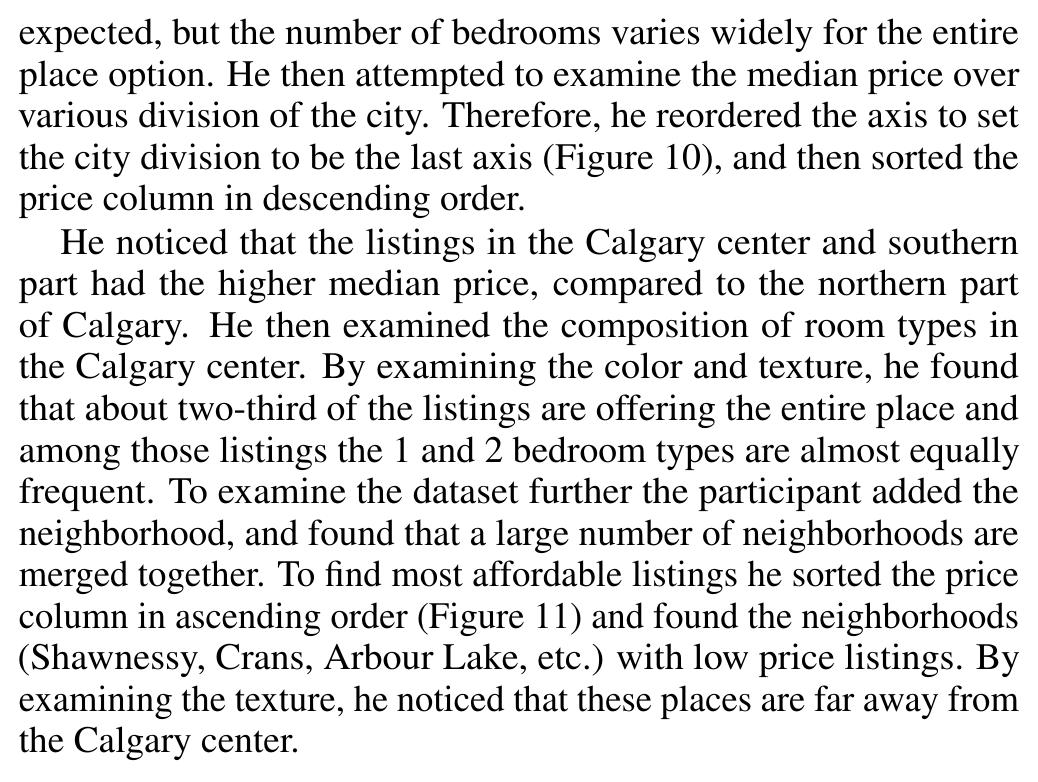 expected, but the number of bedrooms varies widely for the entire
place option. He then attempted to examine the median price over
various division of the city. Therefore, he reordered the axis to set
the city division to be the last axis (Figure 10), and then sorted the
price column in descending order.
He noticed that the listings in the Calgary center and southern
part had the higher median price, compared to the northern part
of Calgary. He then examined the composition of room types in
the Calgary center. By examining the color and texture, he found
that about two-third of the listings are offering the entire place and
among those listings the 1 and 2 bedroom types are almost equally
frequent. To examine the dataset further the participant added the
neighborhood, and found that a large number of neighborhoods are
merged together. To find most affordable listings he sorted the price
column in ascending order (Figure 11) and found the neighborhoods
(Shawnessy, Crans, Arbour Lake, etc.) with low price listings. By
examining the texture, he noticed that these places are far away from
the Calgary center.